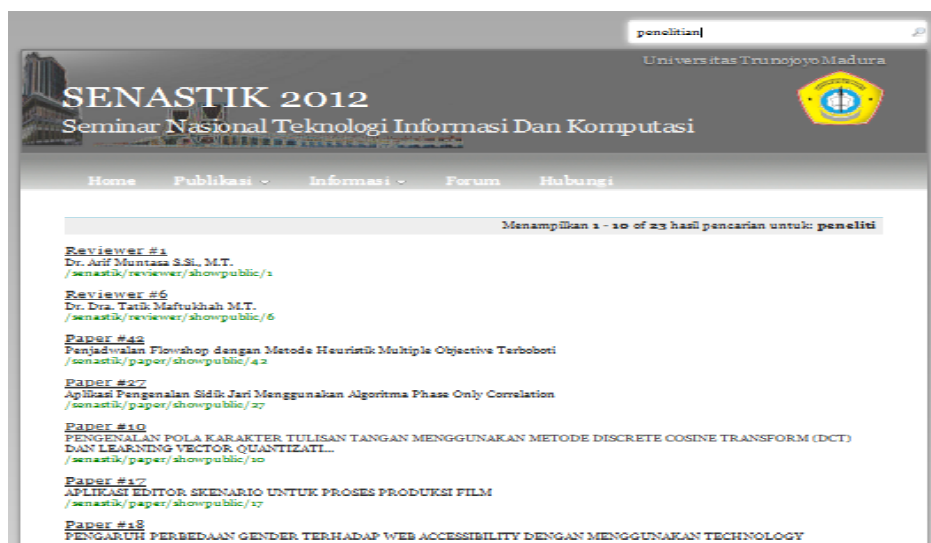 penelitian
Universitas Trunojoyo Madura
SENASTIK 2012
Seminar Nasional Teknologi Informasi Dan Komputasi
Home Publikasi Informasi Forum Hubungi
Menampilkan 1 - 10 of 23 hasil pencarian untuk: peneliti
Reviewer #1
Dr. Arif Muntasa S.Si., M.T.
/senastik/reviewer/showpublic/1
Reviewer #6
Dr. Dra. Tatik Maftukhah M.T.
/senastik/reviewer/showpublic/6
Paper #42
Penjadwalan Flowshop dengan Metode Heuristik Multiple Objective Terboboti
/senastik/paper/showpublic/42
Paper #27
Aplikasi Pengenalan Sidik Jari Menggunakan Algoritma Phase Only Correlation
/senastik/paper/showpublic/27
Paper #10
PENGENALAN POLA KARAKTER TULISAN TANGAN MENGGUNAKAN METODE DISCRETE COSINE TRANSFORM (DCT)
DAN LEARNING VECTOR QUANTIZATI...
/senastik/paper/showpublic/10
Paper #17
APLIKASI EDITOR SKENARIO UNTUK PROSES PRODUKSI FILM
/senastik/paper/showpublic/17
Paper #18
PENGARUH PERBEDAAN GENDER TERHADAP WEB ACCESSIBILITY DENGAN MENGGUNAKAN TECHNOLOGY